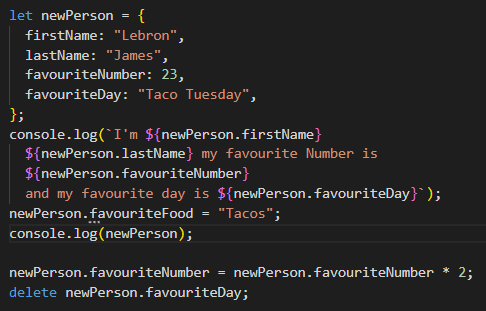 let newPerson = {
  firstName: "Lebron",
  lastName: "James",
  favouriteNumber: 23,
  favouriteDay: "Taco Tuesday",
};
console.log(`I'm ${newPerson.firstName}
  ${newPerson.lastName} my favourite Number is
  ${newPerson.favouriteNumber}
  and my favourite day is ${newPerson.favouriteDay}`);
newPerson.favouriteFood = "Tacos";
console.log(newPerson);

newPerson.favouriteNumber = newPerson.favouriteNumber * 2;
delete newPerson.favouriteDay;